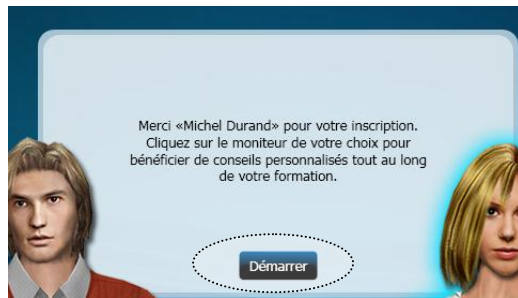 Merci «Michel Durand» pour votre inscription.
Cliquez sur le moniteur de votre choix pour
bénéficier de conseils personnalisés tout au long
de votre formation.
Démarrer